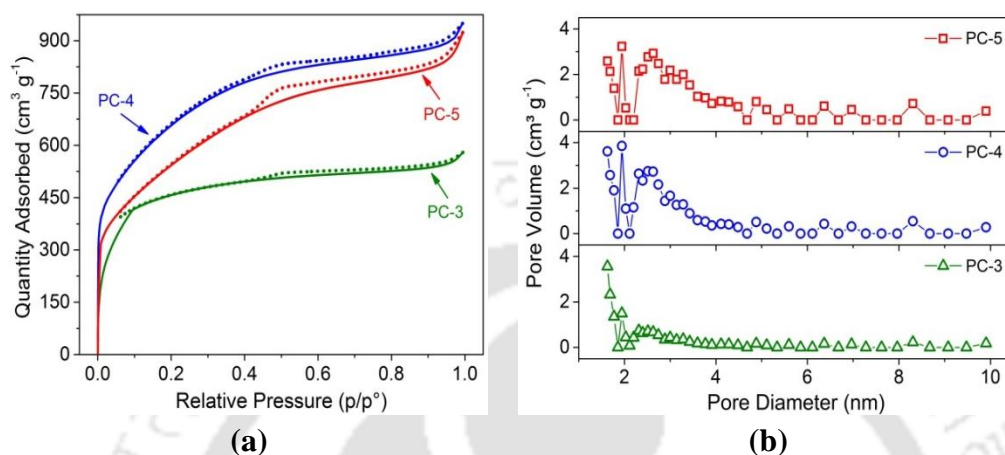 900
750
600
450
300
150
0
0.0 0.2 0.4 0.6 0.8 1.0
Quantity Adsorbed (cm³ g⁻¹)
Relative Pressure (p/p°)
PC-4
PC-5
PC-3
(a)
4
2
0
PC-5
4
2
0
PC-4
4
2
0
PC-3
2 4 6 8 10
Pore Volume (cm³ g⁻¹)
Pore Diameter (nm)
(b)